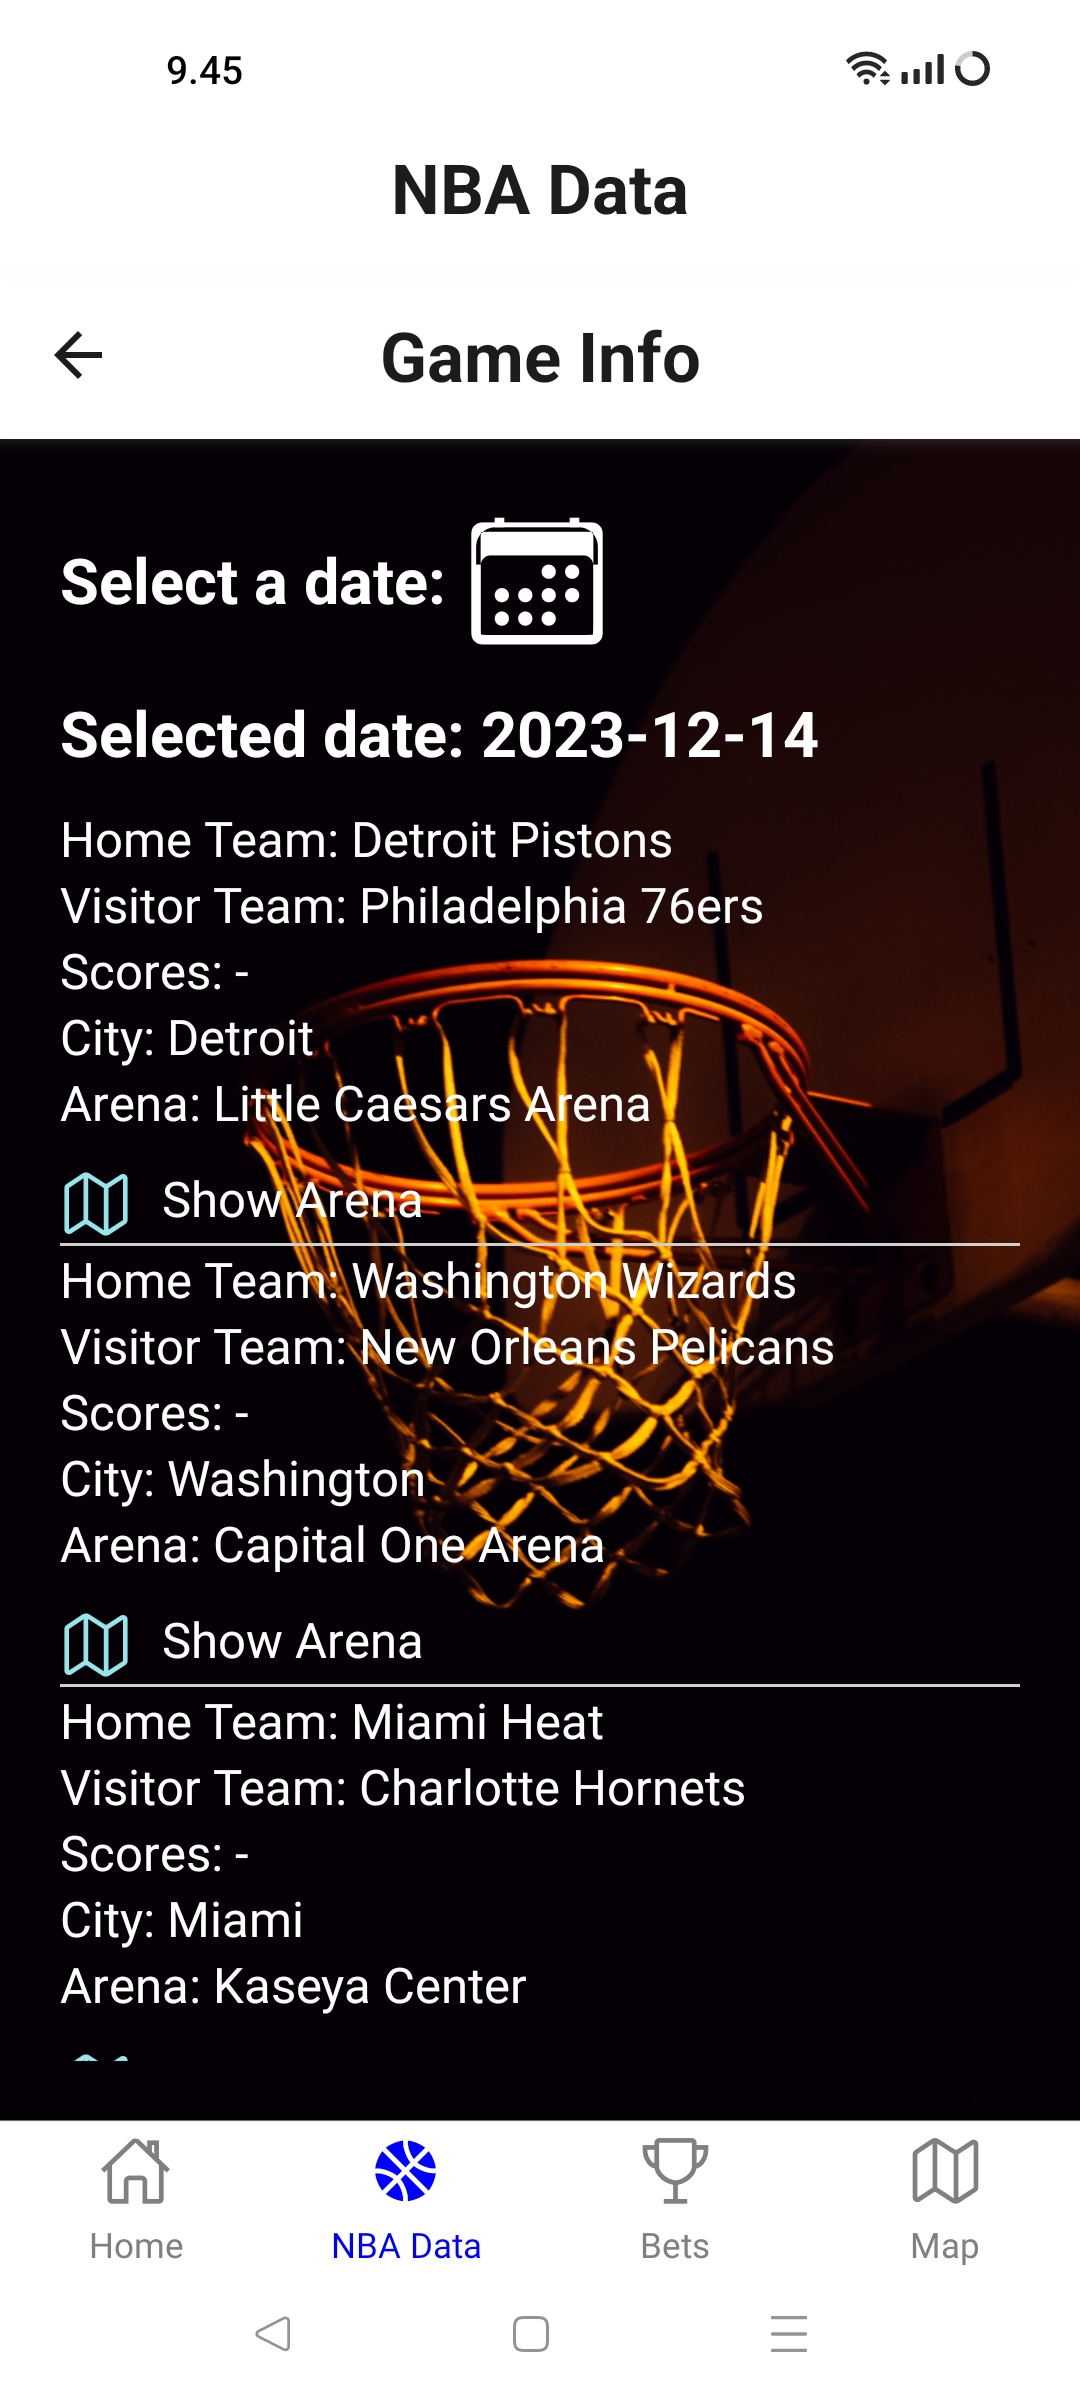 9.45
NBA Data
Game Info
Select a date:
Selected date: 2023-12-14
Home Team: Detroit Pistons
Visitor Team: Philadelphia 76ers
Scores: -
City: Detroit
Arena: Little Caesars Arena
Show Arena
Home Team: Washington Wizards
Visitor Team: New Orleans Pelicans
Scores: -
City: Washington
Arena: Capital One Arena
Show Arena
Home Team: Miami Heat
Visitor Team: Charlotte Hornets
Scores: -
City: Miami
Arena: Kaseya Center
Home
NBA Data
Bets
Map